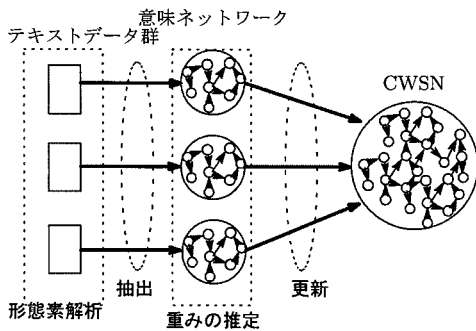 意味ネットワーク
テキストデータ群
CWSN
抽出
更新
形態素解析
重みの推定